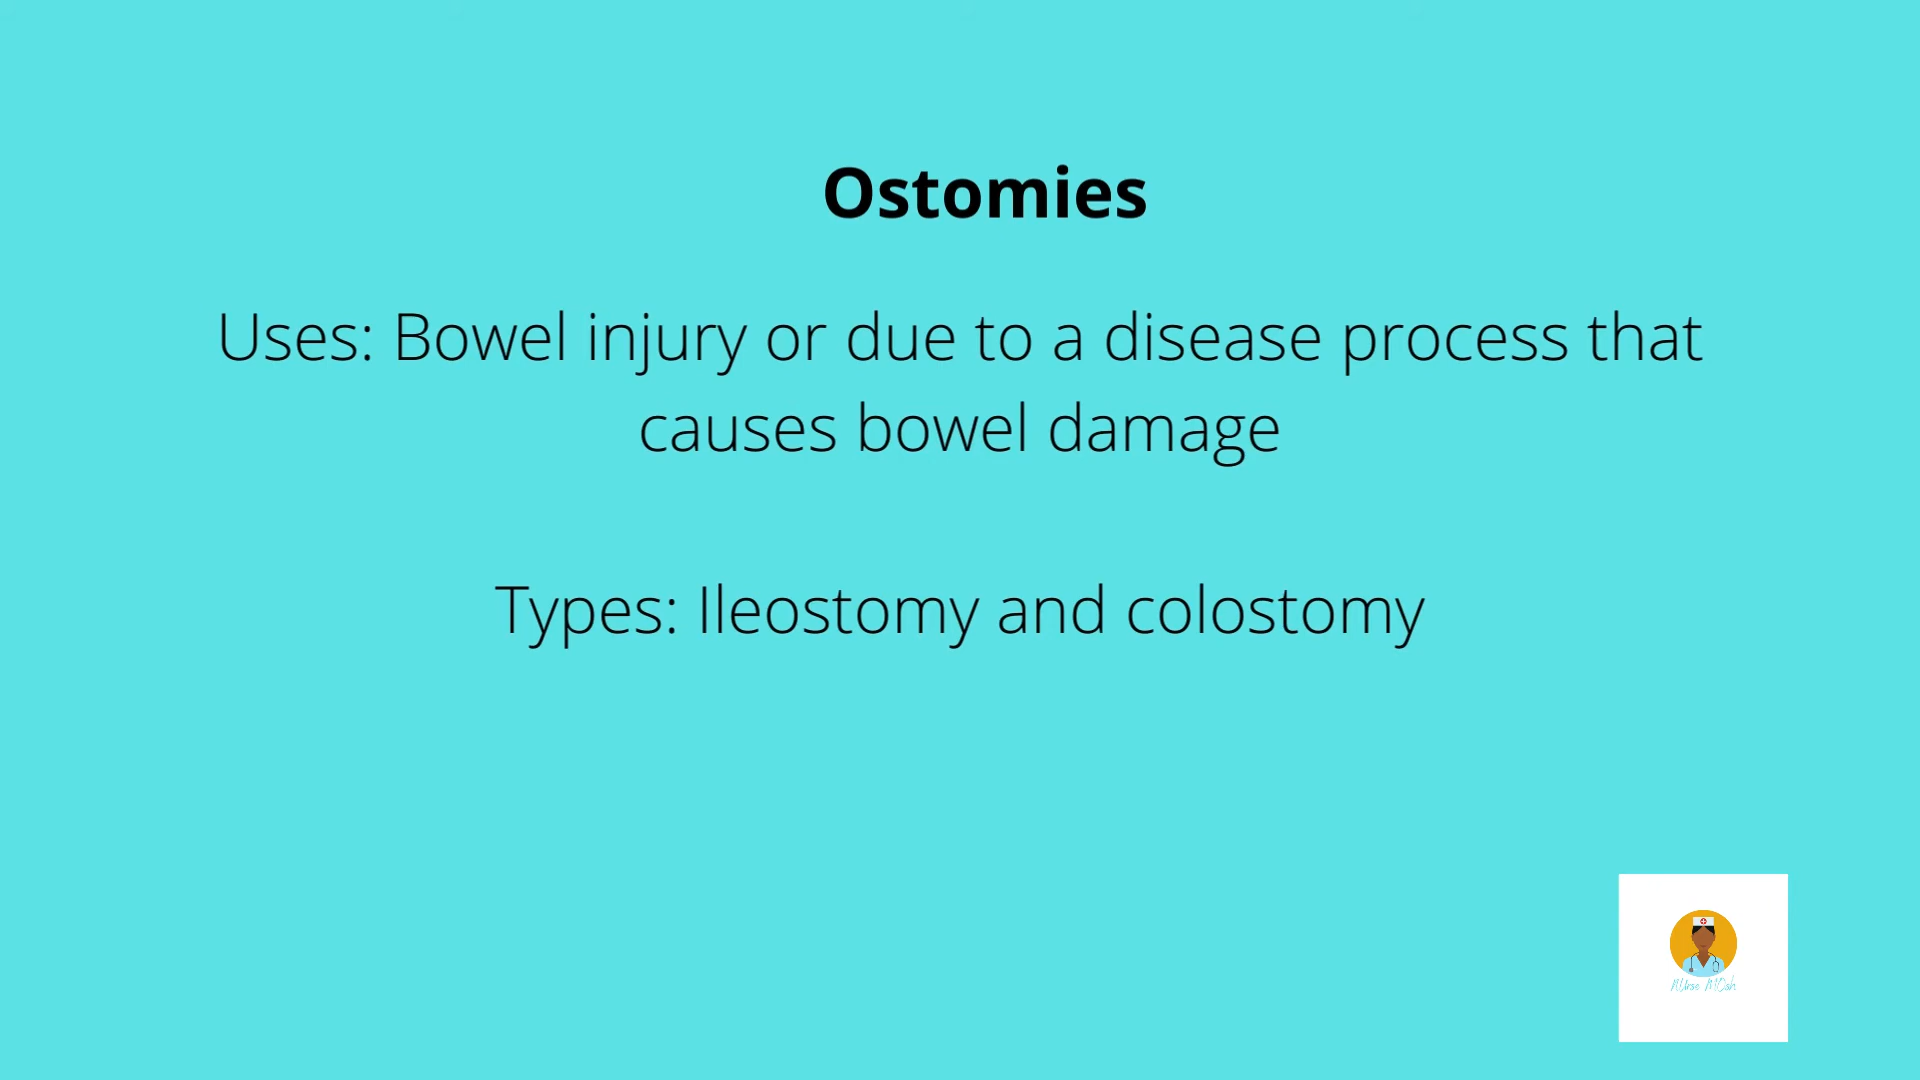 Ostomies
Uses: Bowel injury or due to a disease process that
causes bowel damage
Types: Ileostomy and colostomy